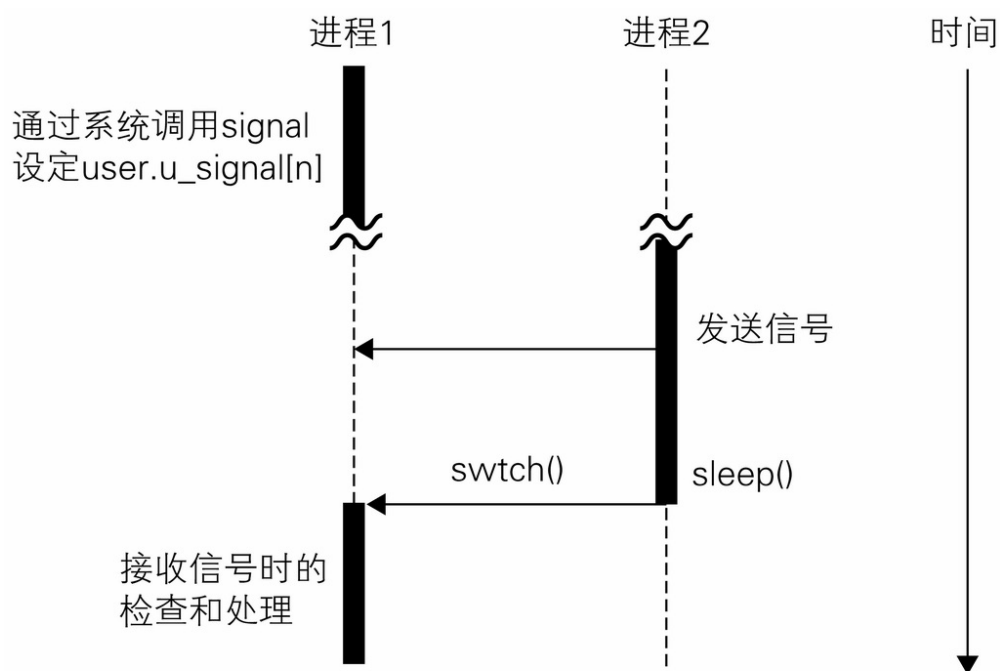 进程1
进程2
时间
通过系统调用signal
设定user.u_signal[n]
发送信号
swtch()
sleep()
接收信号时的
检查和处理